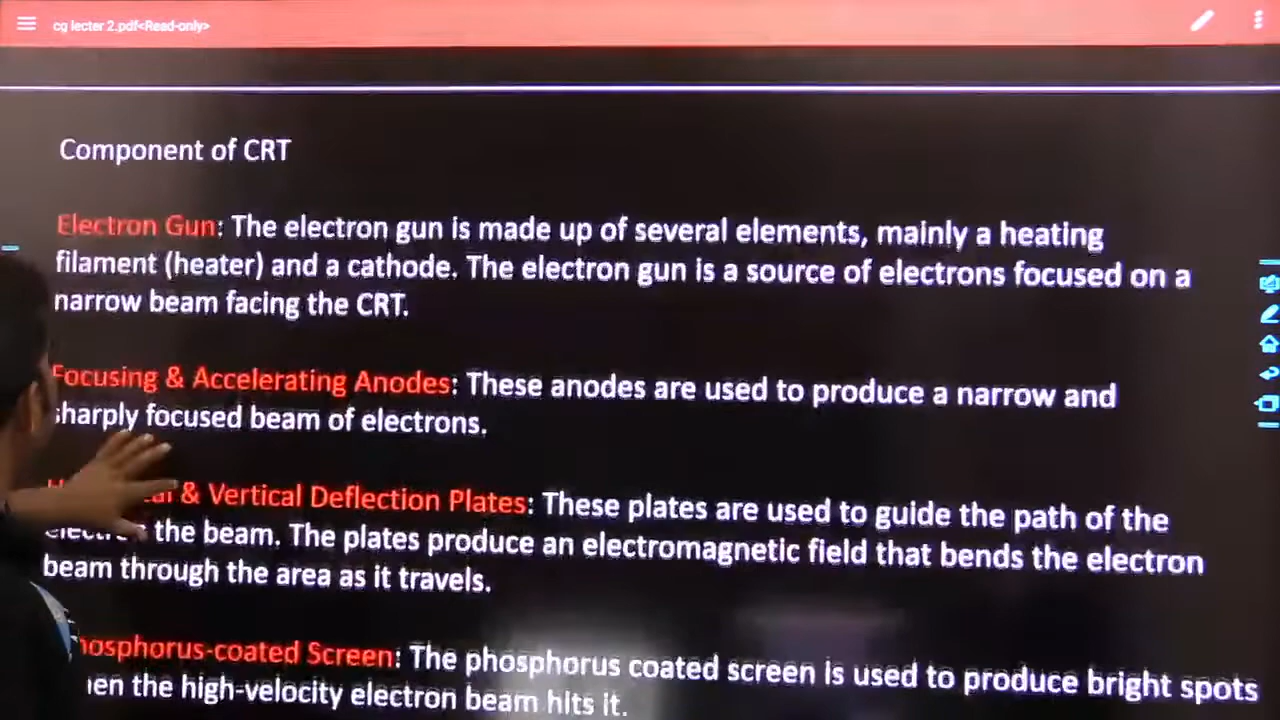 cg lecter 2.pdf<Read-only>
Component of CRT
Electron Gun: The electron gun is made up of several elements, mainly a heating
filament (heater) and a cathode. The electron gun is a source of electrons focused on a
narrow beam facing the CRT.
Focusing & Accelerating Anodes: These anodes are used to produce a narrow and
sharply focused beam of electrons.
& Vertical Deflection Plates: These plates are used to guide the path of the
the beam. The plates produce an electromagnetic field that bends the electron
beam through the area as it travels.
Phosphorus-coated Screen: The phosphorus coated screen is used to produce bright spots
the high-velocity electron beam hits it.